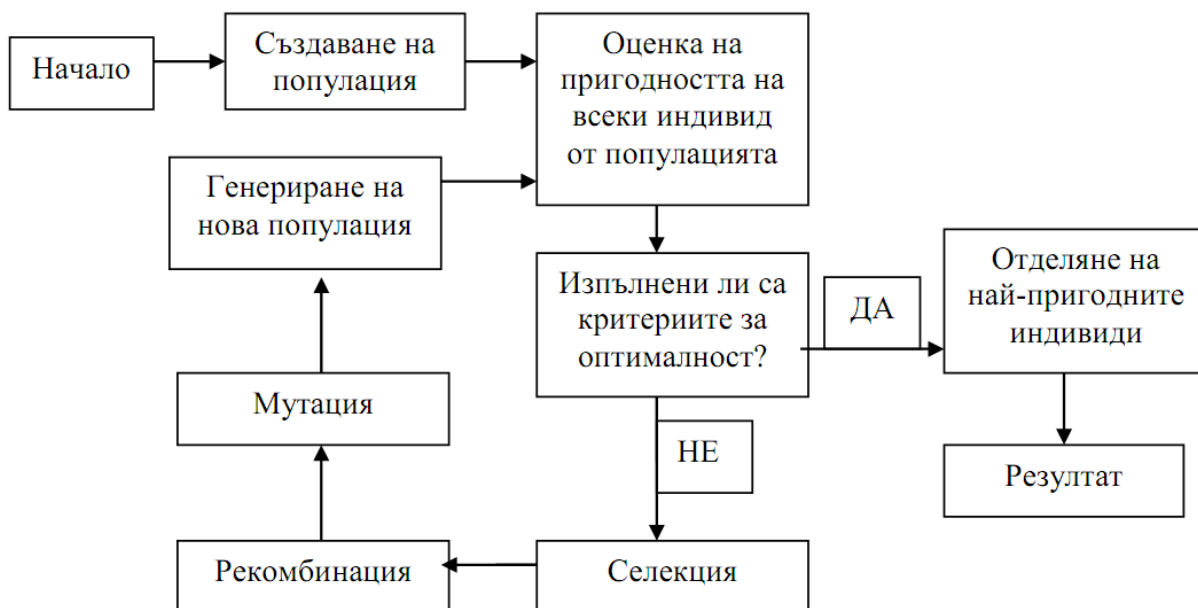 Начало
Създаване на
популация
Оценка на
пригодността на
всеки индивид
от популацията
Генериране на
нова популация
Изпълнени ли са
критериите за
оптималност?
ДА
Отделяне на
най-пригодните
индивиди
Мутация
НЕ
Резултат
Рекомбинация
Селекция